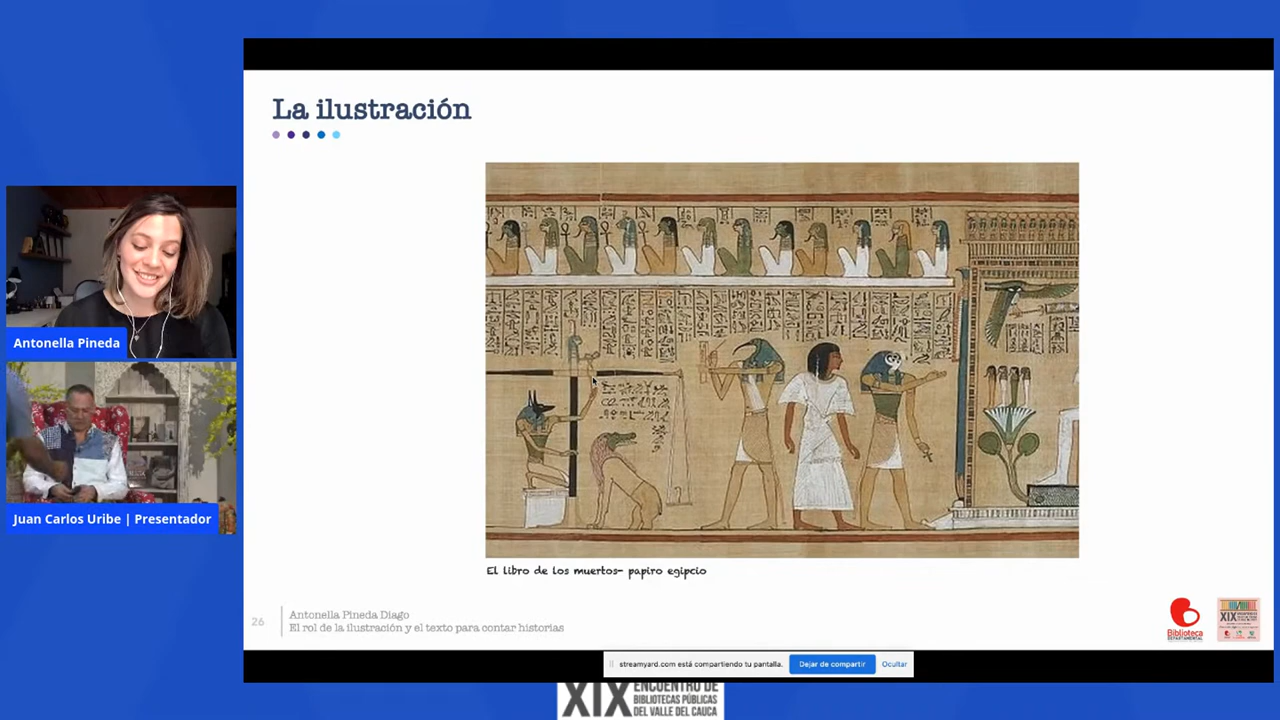 La ilustración
Antonella Pineda
Juan Carlos Uribe | Presentador
El libro de los muertos- papiro egipcio
26
Antonella Pineda Diago
El rol de la ilustración y el texto para contar historias
Biblioteca
DEPARTAMENTAL
XIX
streamyard.com está compartiendo tu pantalla.
Dejar de compartir
Ocultar
XIX ENCUENTRO DE
BIBLIOTECAS PÚBLICAS
DEL VALLE DEL CAUCA